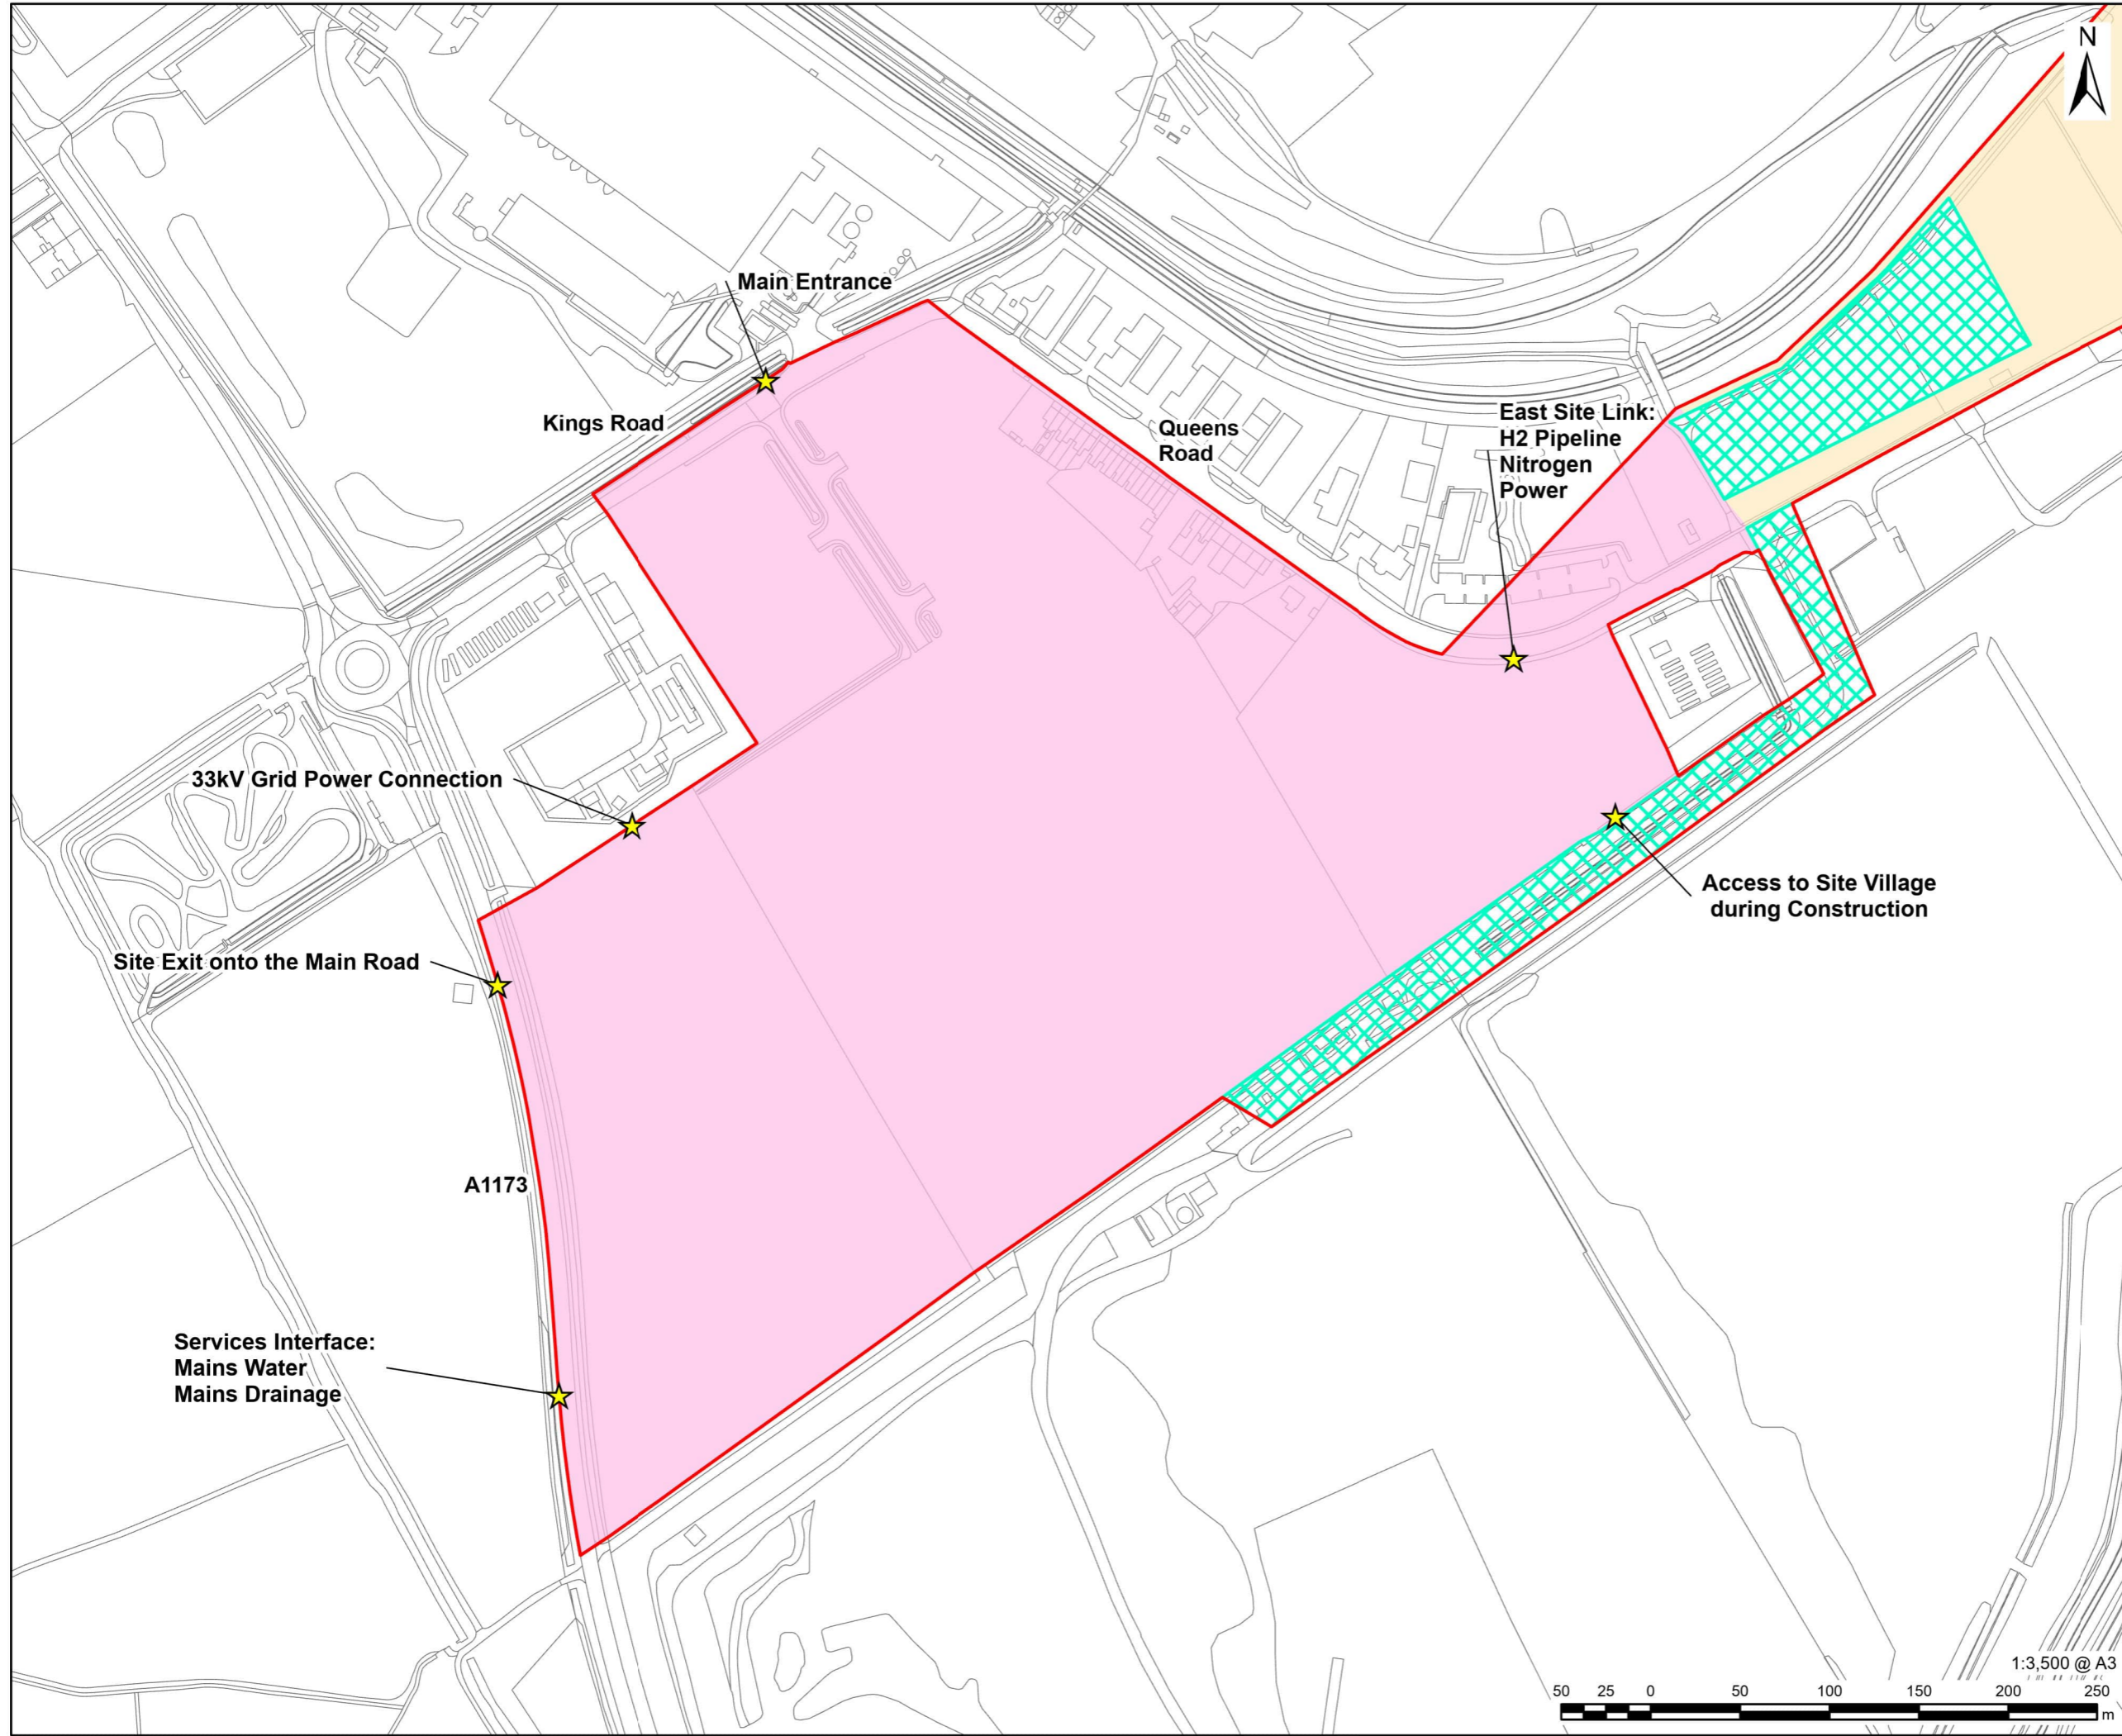 N
Main Entrance
Kings Road
Queens
Road
East Site Link:
H2 Pipeline
Nitrogen
Power
33kV Grid Power Connection
Access to Site Village
during Construction
Site Exit onto the Main Road
A1173
Services Interface:
Mains Water
Mains Drainage
1:3,500 @ A3
50 25 0 50 100 150 200 250
m